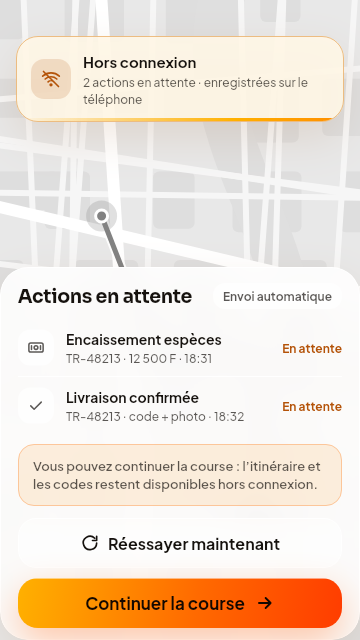 Hors connexion
2 actions en attente · enregistrées sur le
téléphone
Actions en attente
Envoi automatique
Encaissement espèces
TR-48213 · 12 500 F · 18:31
En attente
Livraison confirmée
TR-48213 · code + photo · 18:32
En attente
Vous pouvez continuer la course : l'itinéraire et
les codes restent disponibles hors connexion.
Réessayer maintenant
Continuer la course →